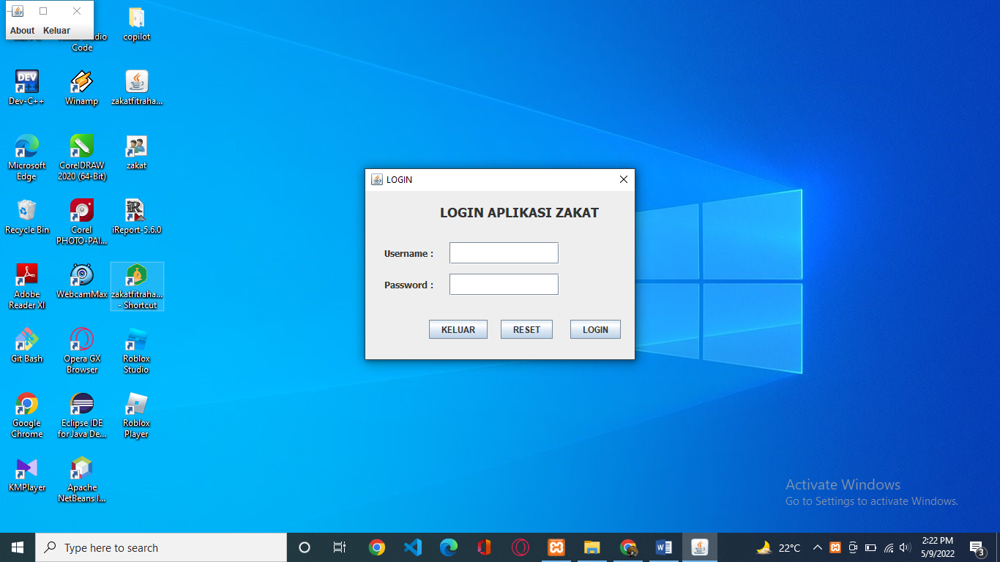 About Keluar
Code
copilot
Dev-C++
Winamp
zakatfitraha...
Microsoft
Edge
CorelDRAW
2020 (64-Bit)
zakat
Recycle Bin
Corel
PHOTO-PAI...
iReport-5.6.0
Adobe
Reader XI
WebcamMax
zakatfitraha...
- Shortcut
Git Bash
Opera GX
Browser
Roblox
Studio
Google
Chrome
Eclipse IDE
for Java De...
Roblox
Player
KMPlayer
Apache
NetBeans I...
DEV
LOGIN
LOGIN APLIKASI ZAKAT
Username :
Password :
KELUAR RESET LOGIN
Activate Windows
Go to Settings to activate Windows.
Type here to search
22°C
2:22 PM
5/9/2022
3